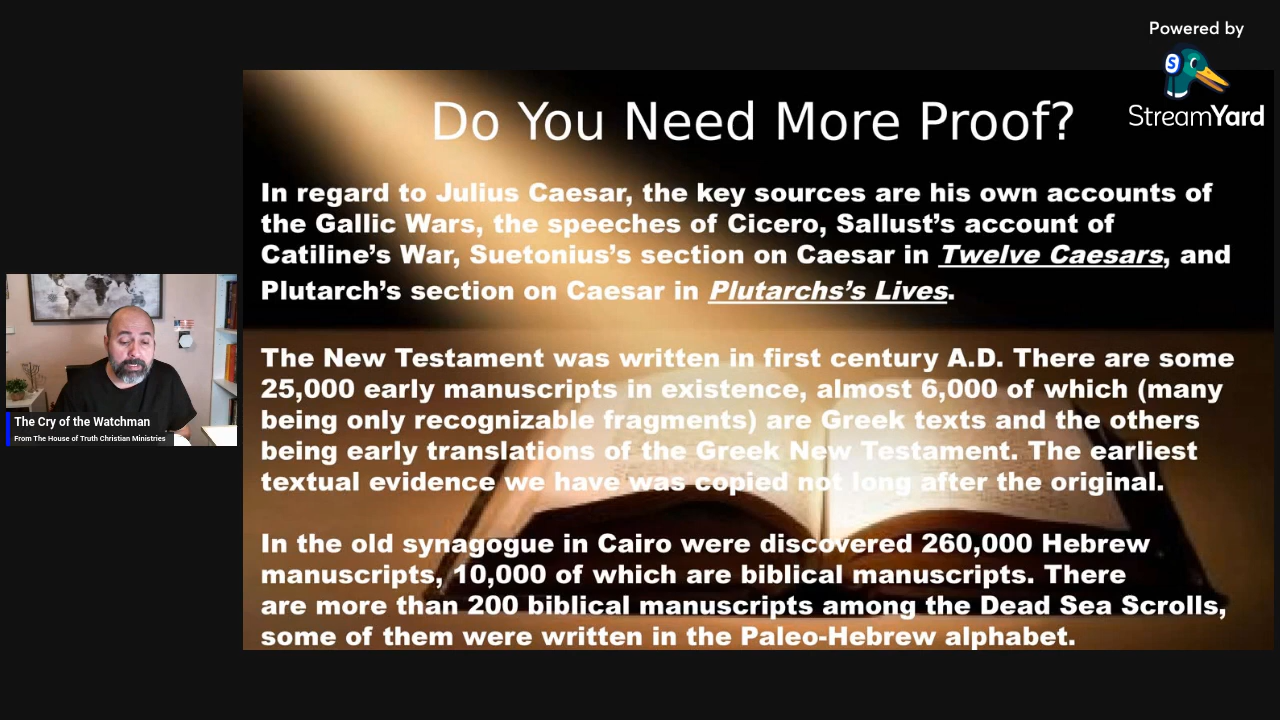 Powered by
S
StreamYard
Do You Need More Proof?
In regard to Julius Caesar, the key sources are his own accounts of
the Gallic Wars, the speeches of Cicero, Sallust’s account of
Catiline’s War, Suetonius’s section on Caesar in Twelve Caesars, and
Plutarch’s section on Caesar in Plutarchs’s Lives.
The New Testament was written in first century A.D. There are some
25,000 early manuscripts in existence, almost 6,000 of which (many
being only recognizable fragments) are Greek texts and the others
being early translations of the Greek New Testament. The earliest
textual evidence we have was copied not long after the original.
In the old synagogue in Cairo were discovered 260,000 Hebrew
manuscripts, 10,000 of which are biblical manuscripts. There
are more than 200 biblical manuscripts among the Dead Sea Scrolls,
some of them were written in the Paleo-Hebrew alphabet.
The Cry of the Watchman
From The House of Truth Christian Ministries